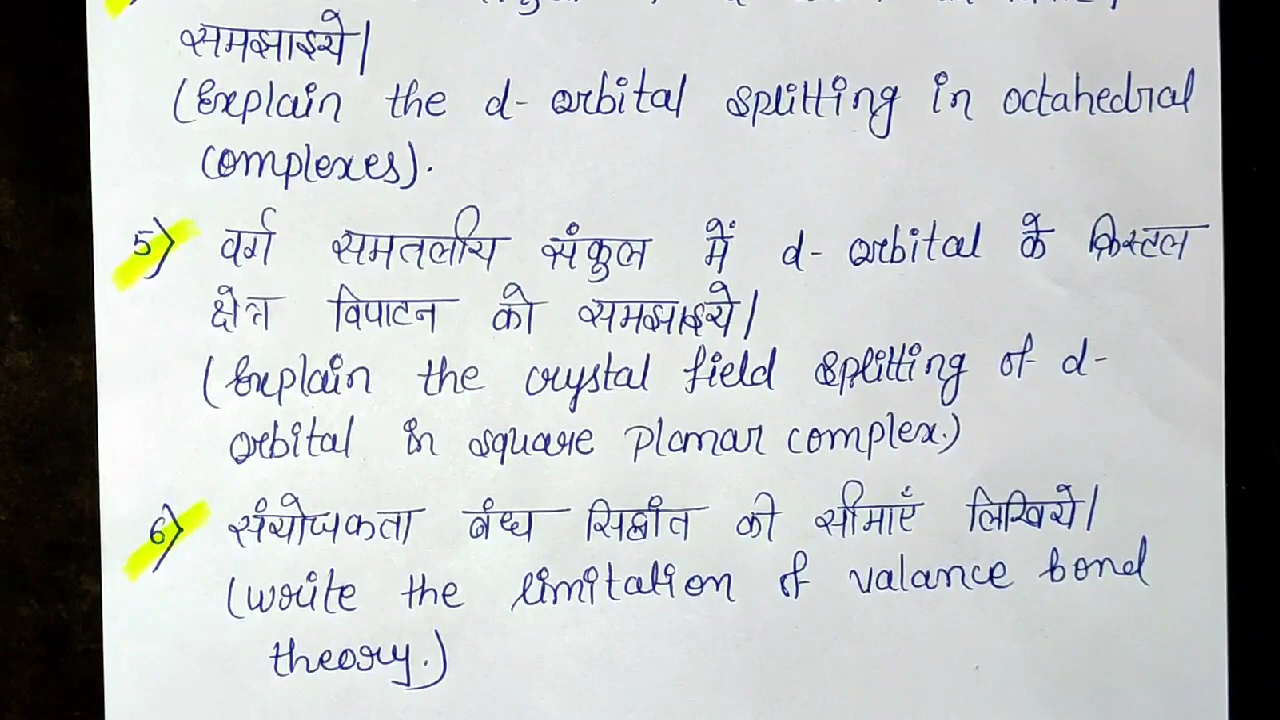 समझाइये।
(Explain the d- orbital splitting in octahedral
complexes).
5) वर्ग समतलीय संकुल में d- orbital के क्रिस्टल
क्षेत्र विपाटन को समझाइये।
(Explain the crystal field splitting of d-
orbital in square planar complex.)
6) संयोजकता बंध सिद्धांत की सीमाएँ लिखिये।
(write the limitation of valance bond
theory.)